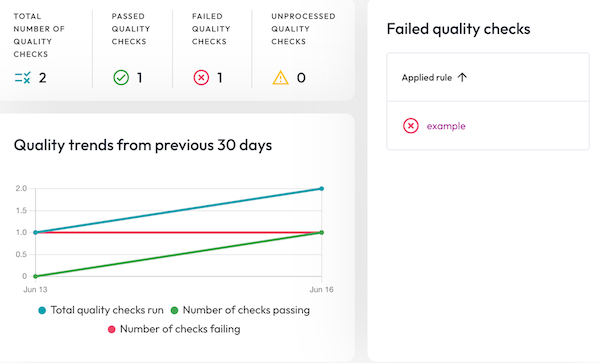 TOTAL
NUMBER OF
QUALITY
CHECKS
2
PASSED
QUALITY
CHECKS
1
FAILED
QUALITY
CHECKS
1
UNPROCESSED
QUALITY
CHECKS
0
Quality trends from previous 30 days
2.0
1.5
1.0
0.5
0
Jun 13
Jun 16
Total quality checks run
Number of checks passing
Number of checks failing
Failed quality checks
Applied rule ↑
example